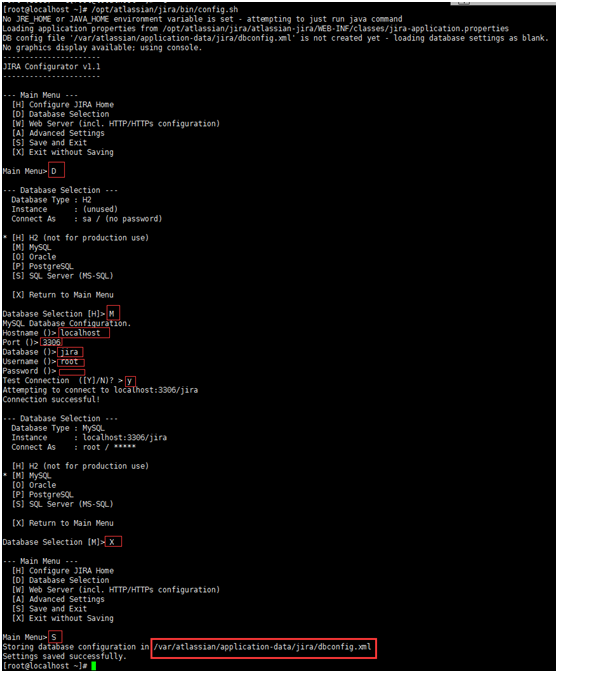 [root@localhost ~]# /opt/atlassian/jira/bin/config.sh
No JRE_HOME or JAVA_HOME environment variable is set - attempting to just run java command
Loading application properties from /opt/atlassian/jira/atlassian-jira/WEB-INF/classes/jira-application.properties
DB config file '/var/atlassian/application-data/jira/dbconfig.xml' is not created yet - loading database settings as blank.
No graphics display available; using console.
----------------------
JIRA Configurator v1.1
----------------------
--- Main Menu ---
[H] Configure JIRA Home
[D] Database Selection
[W] Web Server (incl. HTTP/HTTPs configuration)
[A] Advanced Settings
[S] Save and Exit
[X] Exit without Saving
Main Menu> D
--- Database Selection ---
Database Type : H2
Instance : (unused)
Connect As : sa / (no password)
* [H] H2 (not for production use)
[M] MySQL
[O] Oracle
[P] PostgreSQL
[S] SQL Server (MS-SQL)
[X] Return to Main Menu
Database Selection [H]> M
MySQL Database Configuration.
Hostname ()> localhost
Port ()> 3306
Database ()> jira
Username ()> root
Password ()>
Test Connection ([Y]/N)? > y
Attempting to connect to localhost:3306/jira
Connection successful!
--- Database Selection ---
Database Type : MySQL
Instance : localhost:3306/jira
Connect As : root / *****
[H] H2 (not for production use)
* [M] MySQL
[O] Oracle
[P] PostgreSQL
[S] SQL Server (MS-SQL)
[X] Return to Main Menu
Database Selection [M]> X
--- Main Menu ---
[H] Configure JIRA Home
[D] Database Selection
[W] Web Server (incl. HTTP/HTTPs configuration)
[A] Advanced Settings
[S] Save and Exit
[X] Exit without Saving
Main Menu> S
Storing database configuration in /var/atlassian/application-data/jira/dbconfig.xml
Settings saved successfully.
[root@localhost ~]#